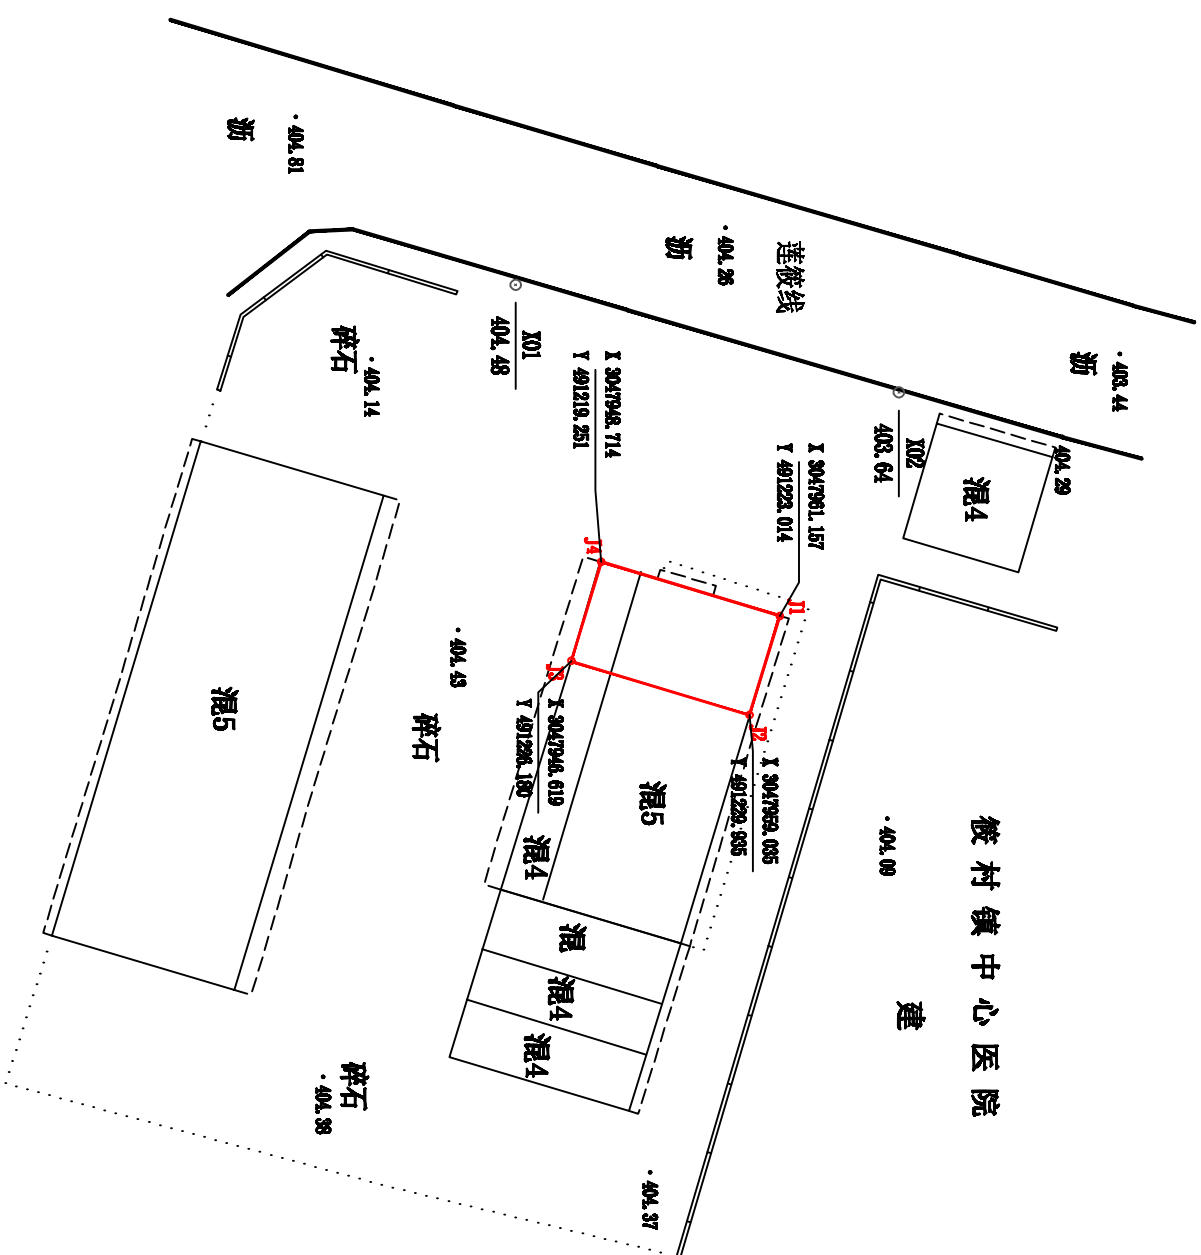 404.81
沥
404.26
沥
莲筱线
403.44
沥
404.14
碎石
X01
404.48
X02
403.64
404.29
混4
X 3047948.714
Y 491219.251
X 3047961.157
Y 491223.014
J4
J1
J3
J2
X 3047946.619
Y 491226.180
X 3047959.035
Y 491229.935
404.43
碎石
混5
混5
混4
混
混4
混4
404.09
筱村镇中心医院
建
碎石
404.38
404.37